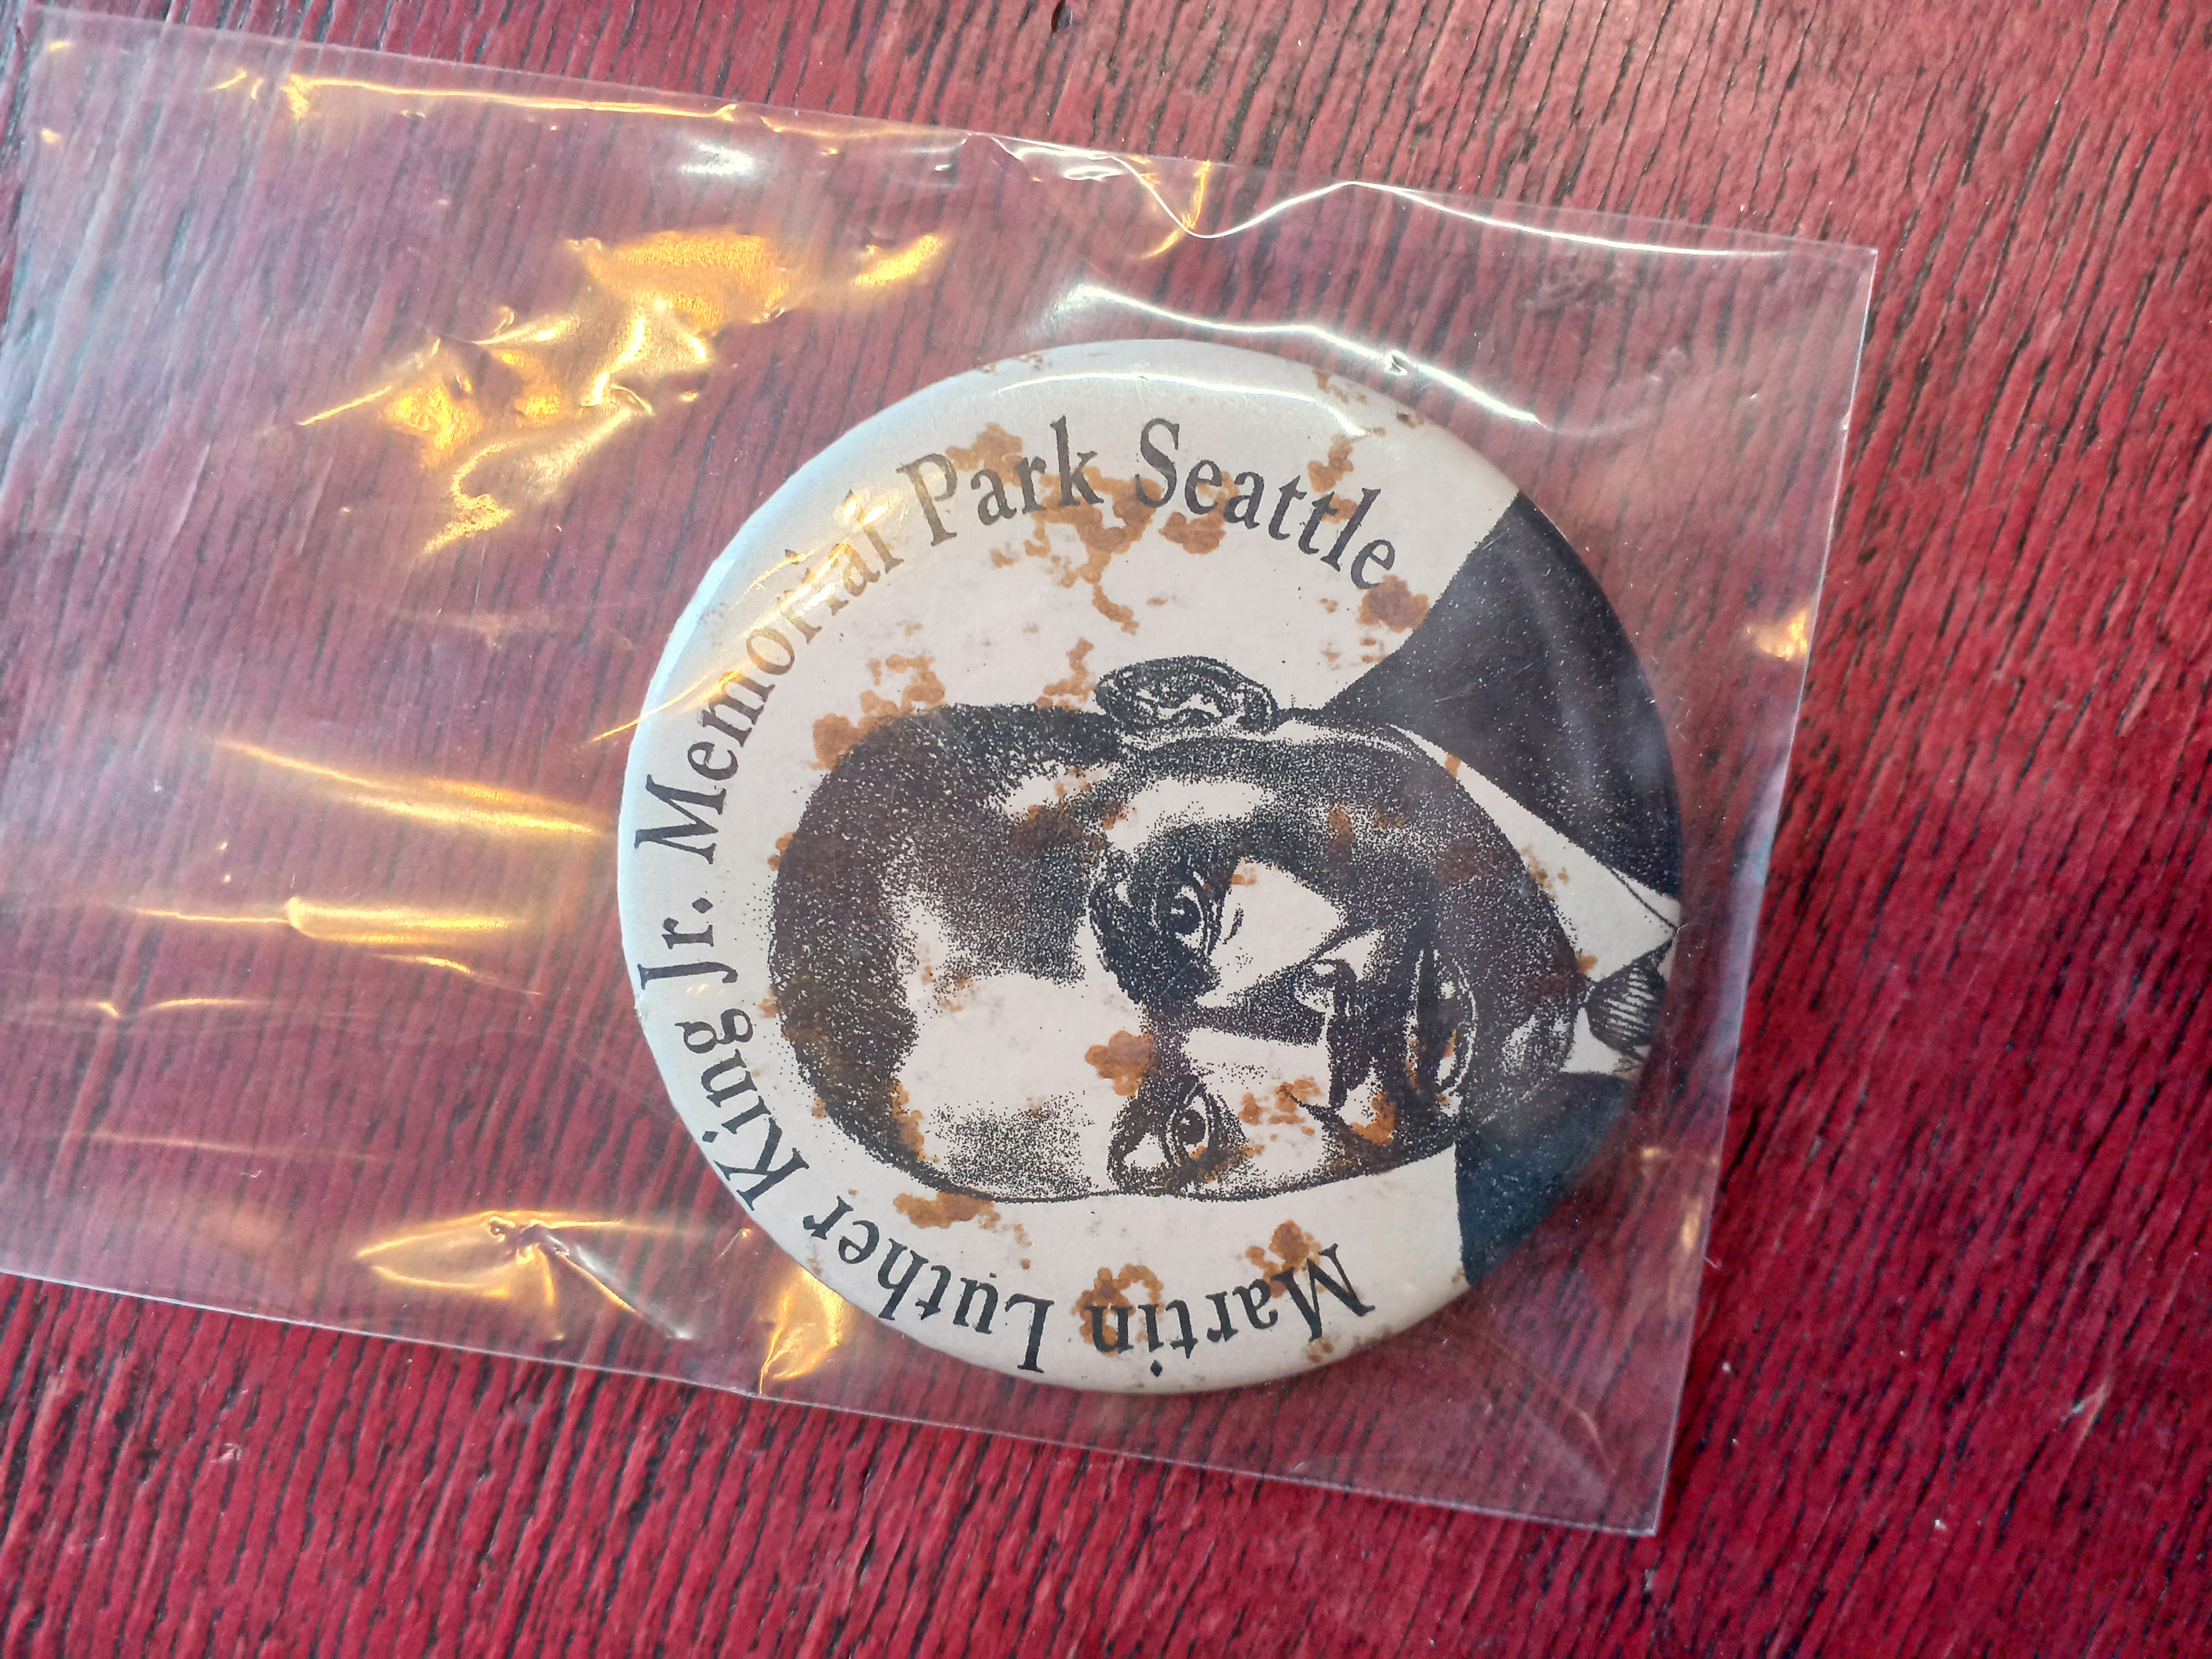 Martin Luther King Jr. Memorial Park Seattle